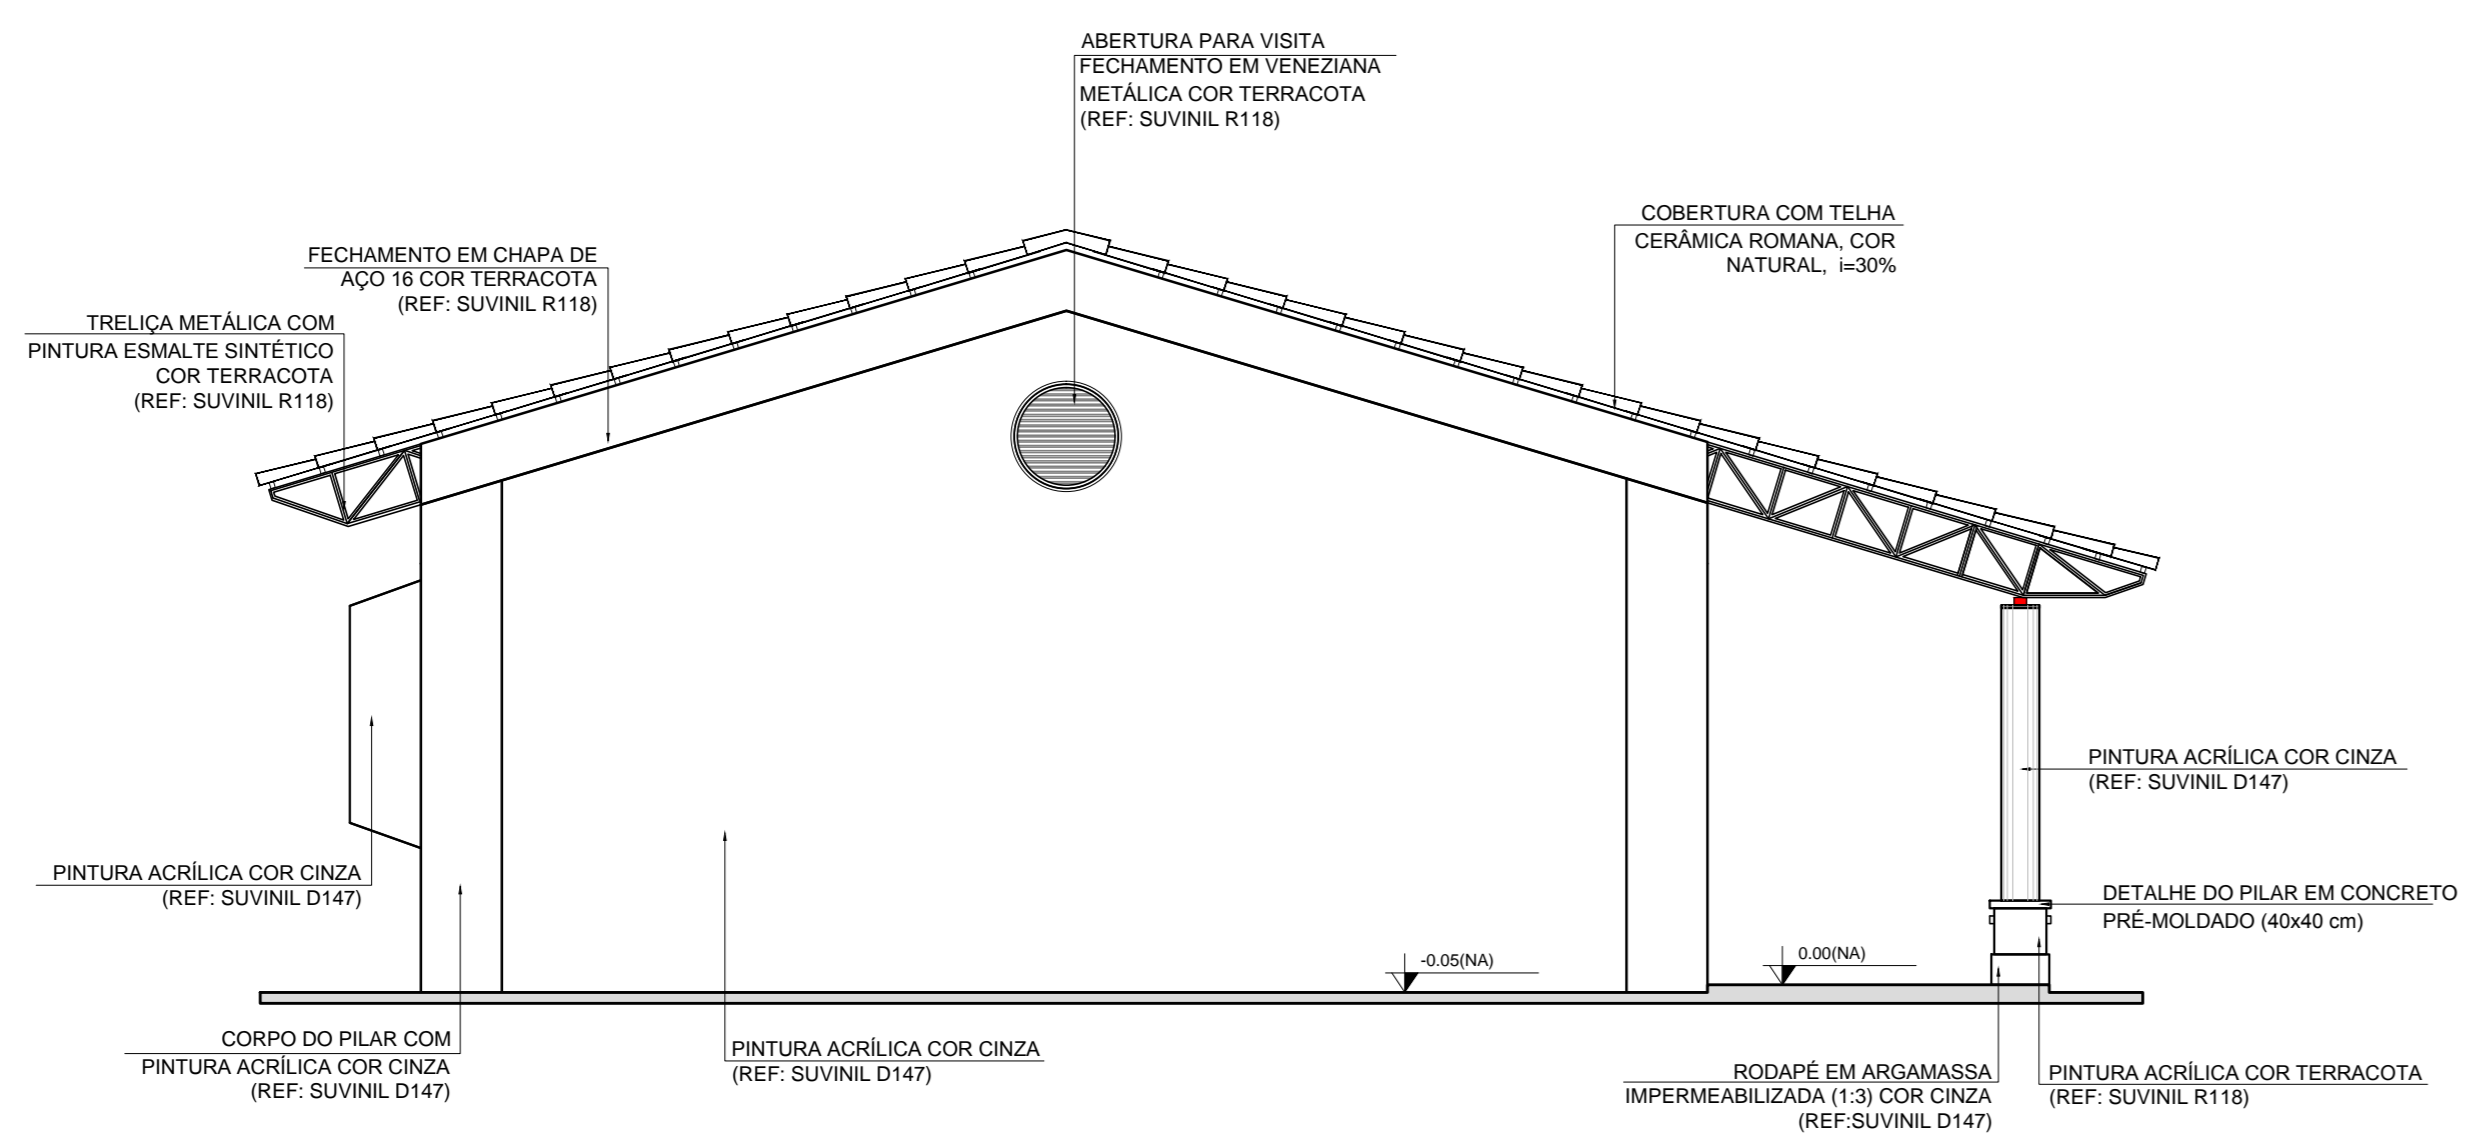 ABERTURA PARA VISITA
FECHAMENTO EM VENEZIANA
METÁLICA COR TERRACOTA
(REF: SUVINIL R118)
COBERTURA COM TELHA
CERÂMICA ROMANA, COR
NATURAL, i=30%
FECHAMENTO EM CHAPA DE
AÇO 16 COR TERRACOTA
(REF: SUVINIL R118)
TRELIÇA METÁLICA COM
PINTURA ESMALTE SINTÉTICO
COR TERRACOTA
(REF: SUVINIL R118)
PINTURA ACRÍLICA COR CINZA
(REF: SUVINIL D147)
PINTURA ACRÍLICA COR CINZA
(REF: SUVINIL D147)
DETALHE DO PILAR EM CONCRETO
PRÉ-MOLDADO (40x40 cm)
-0.05(NA)
0.00(NA)
CORPO DO PILAR COM
PINTURA ACRÍLICA COR CINZA
(REF: SUVINIL D147)
PINTURA ACRÍLICA COR CINZA
(REF: SUVINIL D147)
RODAPÉ EM ARGAMASSA
IMPERMEABILIZADA (1:3) COR CINZA
(REF:SUVINIL D147)
PINTURA ACRÍLICA COR TERRACOTA
(REF: SUVINIL R118)